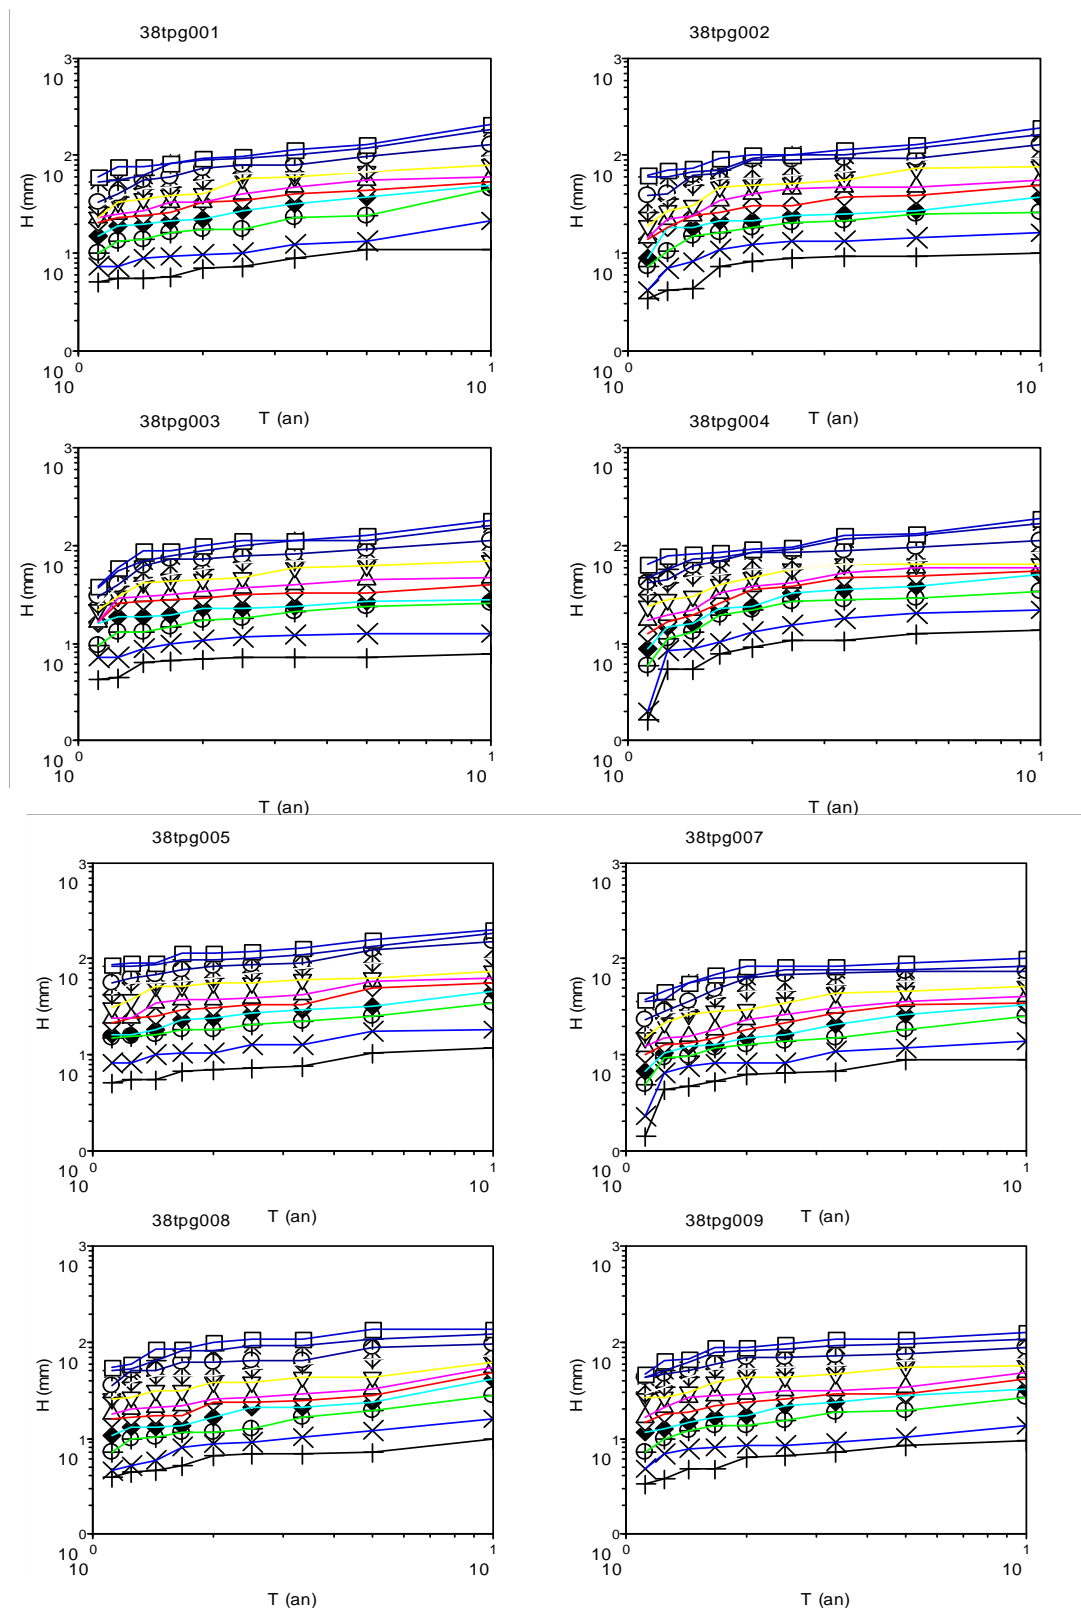 38tpg001 38tpg002
10 3 10 3
10 2 10 2
H (mm) H (mm)
10 1 10 1
10 0 10 0
10 0 10 1 10 0 10 1
T (an) T (an)
38tpg003 38tpg004
10 3 10 3
10 2 10 2
H (mm) H (mm)
10 1 10 1
10 0 10 0
10 0 10 1 10 0 10 1
T (an) T (an)
38tpg005 38tpg007
10 3 10 3
10 2 10 2
H (mm) H (mm)
10 1 10 1
10 0 10 0
10 0 10 1 10 0 10 1
T (an) T (an)
38tpg008 38tpg009
10 3 10 3
10 2 10 2
H (mm) H (mm)
10 1 10 1
10 0 10 0
10 0 10 1 10 0 10 1
T (an) T (an)